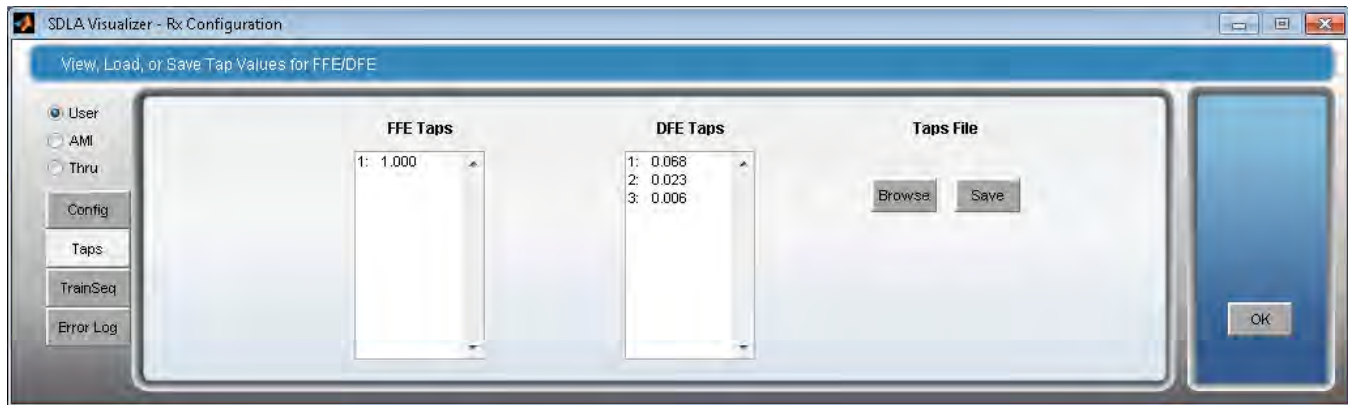 SDLA Visualizer - Rx Configuration
View, Load, or Save Tap Values for FFE/DFE
User
AMI
Thru
Config
Taps
TrainSeq
Error Log
FFE Taps
1: 1.000
DFE Taps
1: 0.068
2: 0.023
3: 0.006
Taps File
Browse
Save
OK